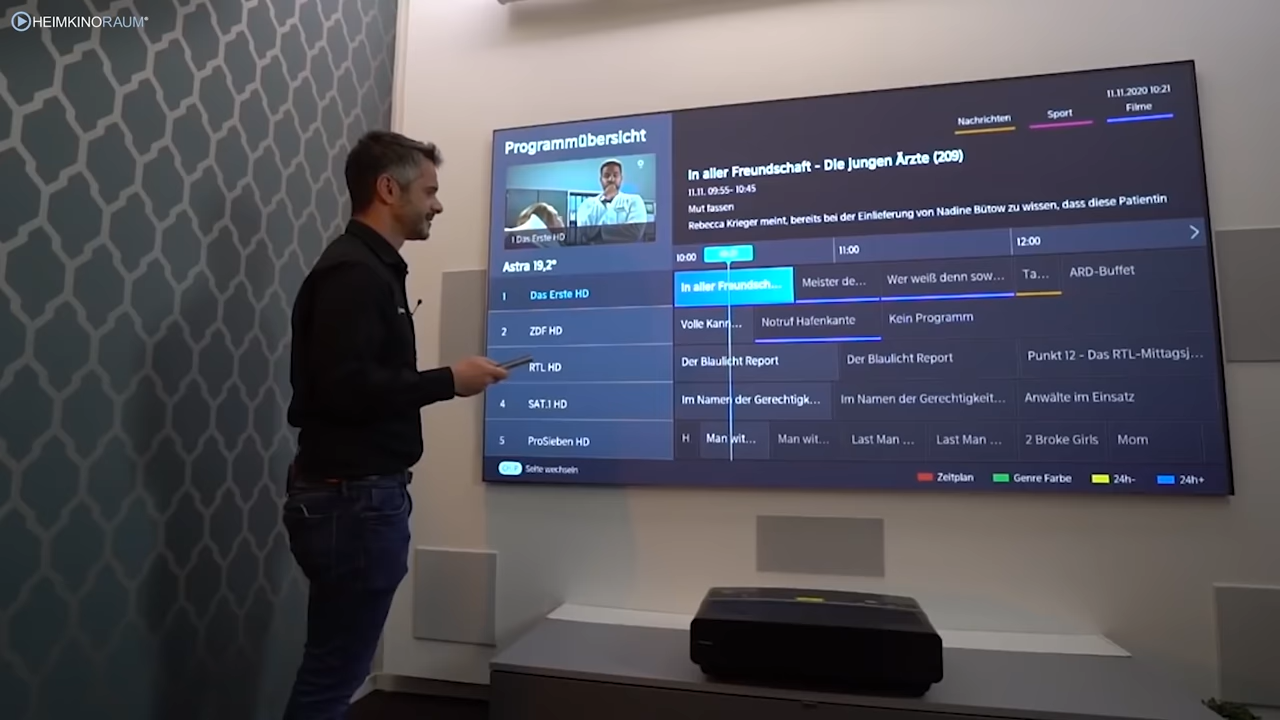 HEIMKINORAUM
Programmübersicht
1 Das Erste HD
Astra 19,2°
11.11.2020 10:21
Nachrichten Sport Filme
In aller Freundschaft - Die jungen Ärzte (209)
11.11. 09:55- 10:45
Mut fassen
Rebecca Krieger meint, bereits bei der Einlieferung von Nadine Bütow zu wissen, dass diese Patientin
10:00 11:00 12:00
1 Das Erste HD In aller Freundsch... Meister de... Wer weiß denn sow... Ta... ARD-Buffet
2 ZDF HD Volle Kann... Notruf Hafenkante Kein Programm
RTL HD Der Blaulicht Report Der Blaulicht Report Punkt 12 - Das RTL-Mittagsj...
4 SAT.1 HD Im Namen der Gerechtigk... Im Namen der Gerechtigkeit... Anwälte im Einsatz
5 ProSieben HD H Man wit... Man wit... Last Man ... Last Man ... 2 Broke Girls Mom
Seite wechseln
Zeitplan Genre Farbe 24h- 24h+